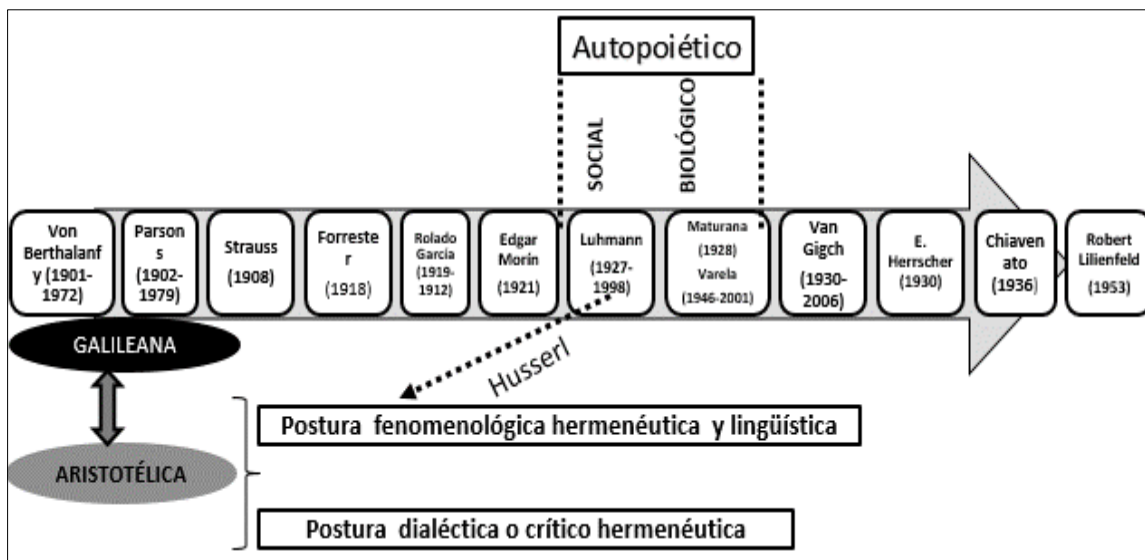 Autopoiético
SOCIAL
BIOLÓGICO
Von
Berthalanf
y (1901-
1972)
Parson
s
(1902-
1979)
Strauss
(1908)
Forreste
r
(1918)
Rolado
García
(1919-
1912)
Edgar
Morin
(1921)
Luhmann
(1927-
1998)
Maturana
(1928)
Varela
(1946-2001)
Van
Gigch
(1930-
2006)
E.
Herrscher
(1930)
Chiaven
ato
(1936)
Robert
Lilienfeld
(1953)
GALILEANA
Husserl
Postura fenomenológica hermenéutica y lingüística
ARISTOTÉLICA
Postura dialéctica o crítico hermenéutica